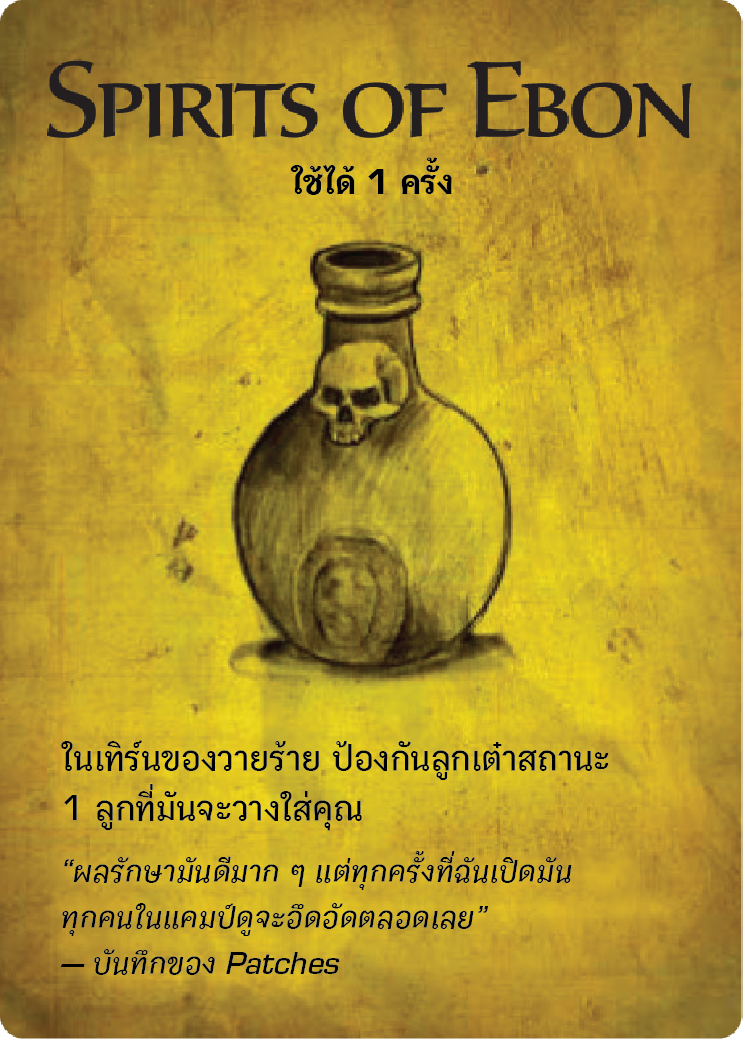 Spirits of Ebon
ใช้ได้ 1 ครั้ง
ในเทิร์นของวายร้าย ป้องกันลูกเต๋าสถานะ
1 ลูกที่มันจะวางใส่คุณ
“ผลรักษามันดีมาก ๆ แต่ทุกครั้งที่ฉันเปิดมัน
ทุกคนในแคมป์ดูจะอึดอัดตลอดเลย”
— บันทึกของ Patches